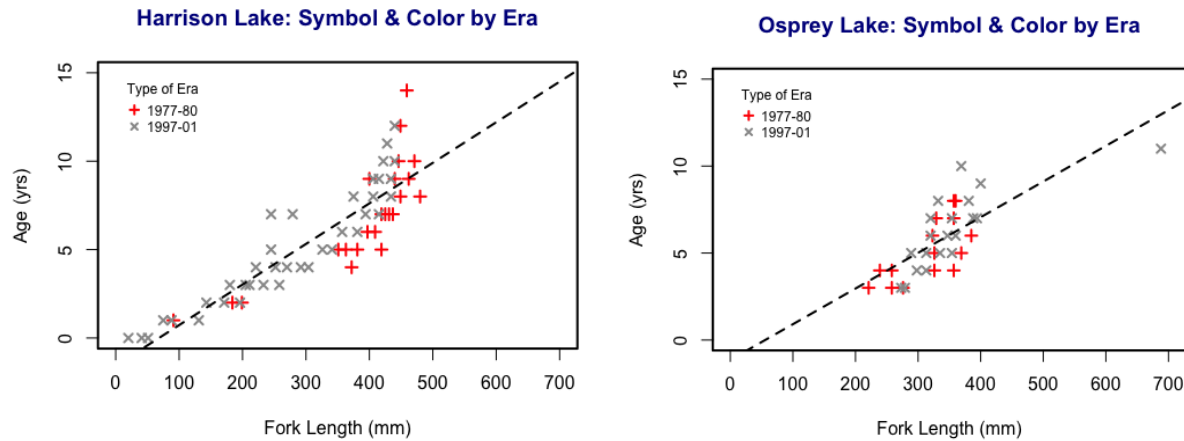 Harrison Lake: Symbol & Color by Era
Age (yrs)
15
10
5
0
Type of Era
1977-80
1997-01
0 100 200 300 400 500 600 700
Fork Length (mm)
Osprey Lake: Symbol & Color by Era
Age (yrs)
15
10
5
0
Type of Era
1977-80
1997-01
0 100 200 300 400 500 600 700
Fork Length (mm)